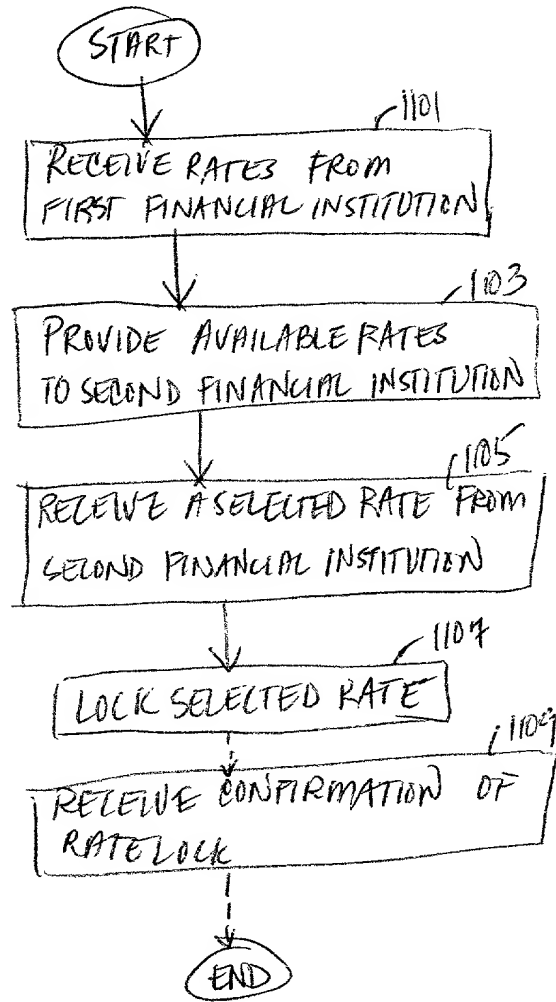 START
1101
RECEIVE RATES FROM
FIRST FINANCIAL INSTITUTION
1103
PROVIDE AVAILABLE RATES
TO SECOND FINANCIAL INSTITUTION
1105
RECEIVE A SELECTED RATE FROM
SECOND FINANCIAL INSTITUTION
1107
LOCK SELECTED RATE
1109
RECEIVE CONFIRMATION OF
RATE LOCK
END